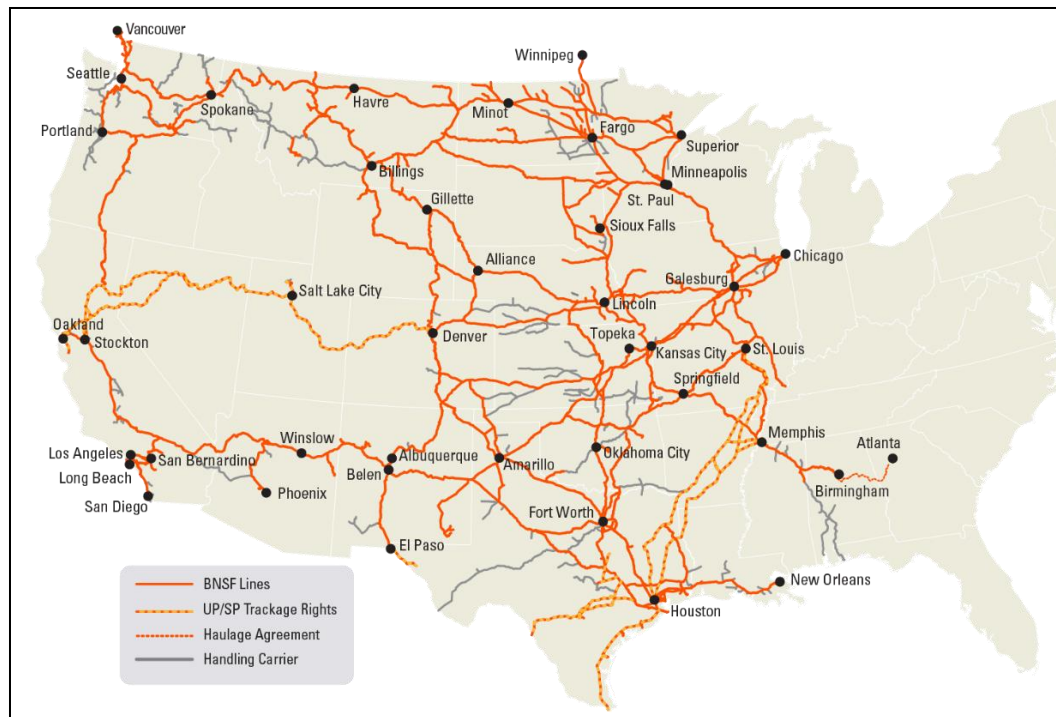 Vancouver
Winnipeg
Seattle
Spokane
Havre
Minot
Fargo
Portland
Superior
Billings
Minneapolis
St. Paul
Gillette
Sioux Falls
Alliance
Chicago
Galesburg
Salt Lake City
Lincoln
Oakland
Stockton
Denver
Topeka
Kansas City
St. Louis
Springfield
Los Angeles
San Bernardino
Winslow
Albuquerque
Amarillo
Oklahoma City
Memphis
Atlanta
Long Beach
Belen
Birmingham
San Diego
Phoenix
Fort Worth
El Paso
New Orleans
Houston
BNSF Lines
UP/SP Trackage Rights
Haulage Agreement
Handling Carrier